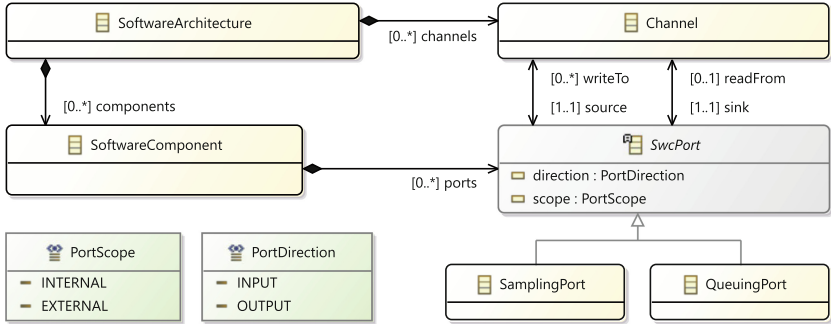 SoftwareArchitecture
[0..*] channels
Channel
[0..*] components
[0..*] writeTo
[1..1] source
[0..1] readFrom
[1..1] sink
SoftwareComponent
[0..*] ports
SwcPort
direction : PortDirection
scope : PortScope
PortScope
INTERNAL
EXTERNAL
PortDirection
INPUT
OUTPUT
SamplingPort
QueuingPort